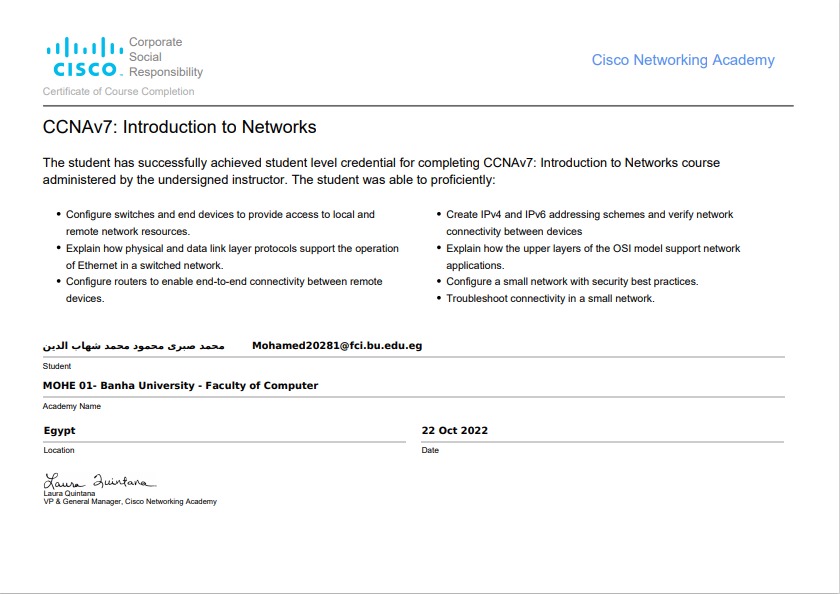 Corporate
Social
Responsibility
CISCO.
Cisco Networking Academy
Certificate of Course Completion
CCNAv7: Introduction to Networks
The student has successfully achieved student level credential for completing CCNAv7: Introduction to Networks course
administered by the undersigned instructor. The student was able to proficiently:
• Configure switches and end devices to provide access to local and
remote network resources.
• Explain how physical and data link layer protocols support the operation
of Ethernet in a switched network.
• Configure routers to enable end-to-end connectivity between remote
devices.
• Create IPv4 and IPv6 addressing schemes and verify network
connectivity between devices
• Explain how the upper layers of the OSI model support network
applications.
• Configure a small network with security best practices.
• Troubleshoot connectivity in a small network.
محمد صبرى محمود محمد شهاب الدين Mohamed20281@fci.bu.edu.eg
Student
MOHE 01- Banha University - Faculty of Computer
Academy Name
Egypt
Location
22 Oct 2022
Date
Laura Quintana
Laura Quintana
VP & General Manager, Cisco Networking Academy